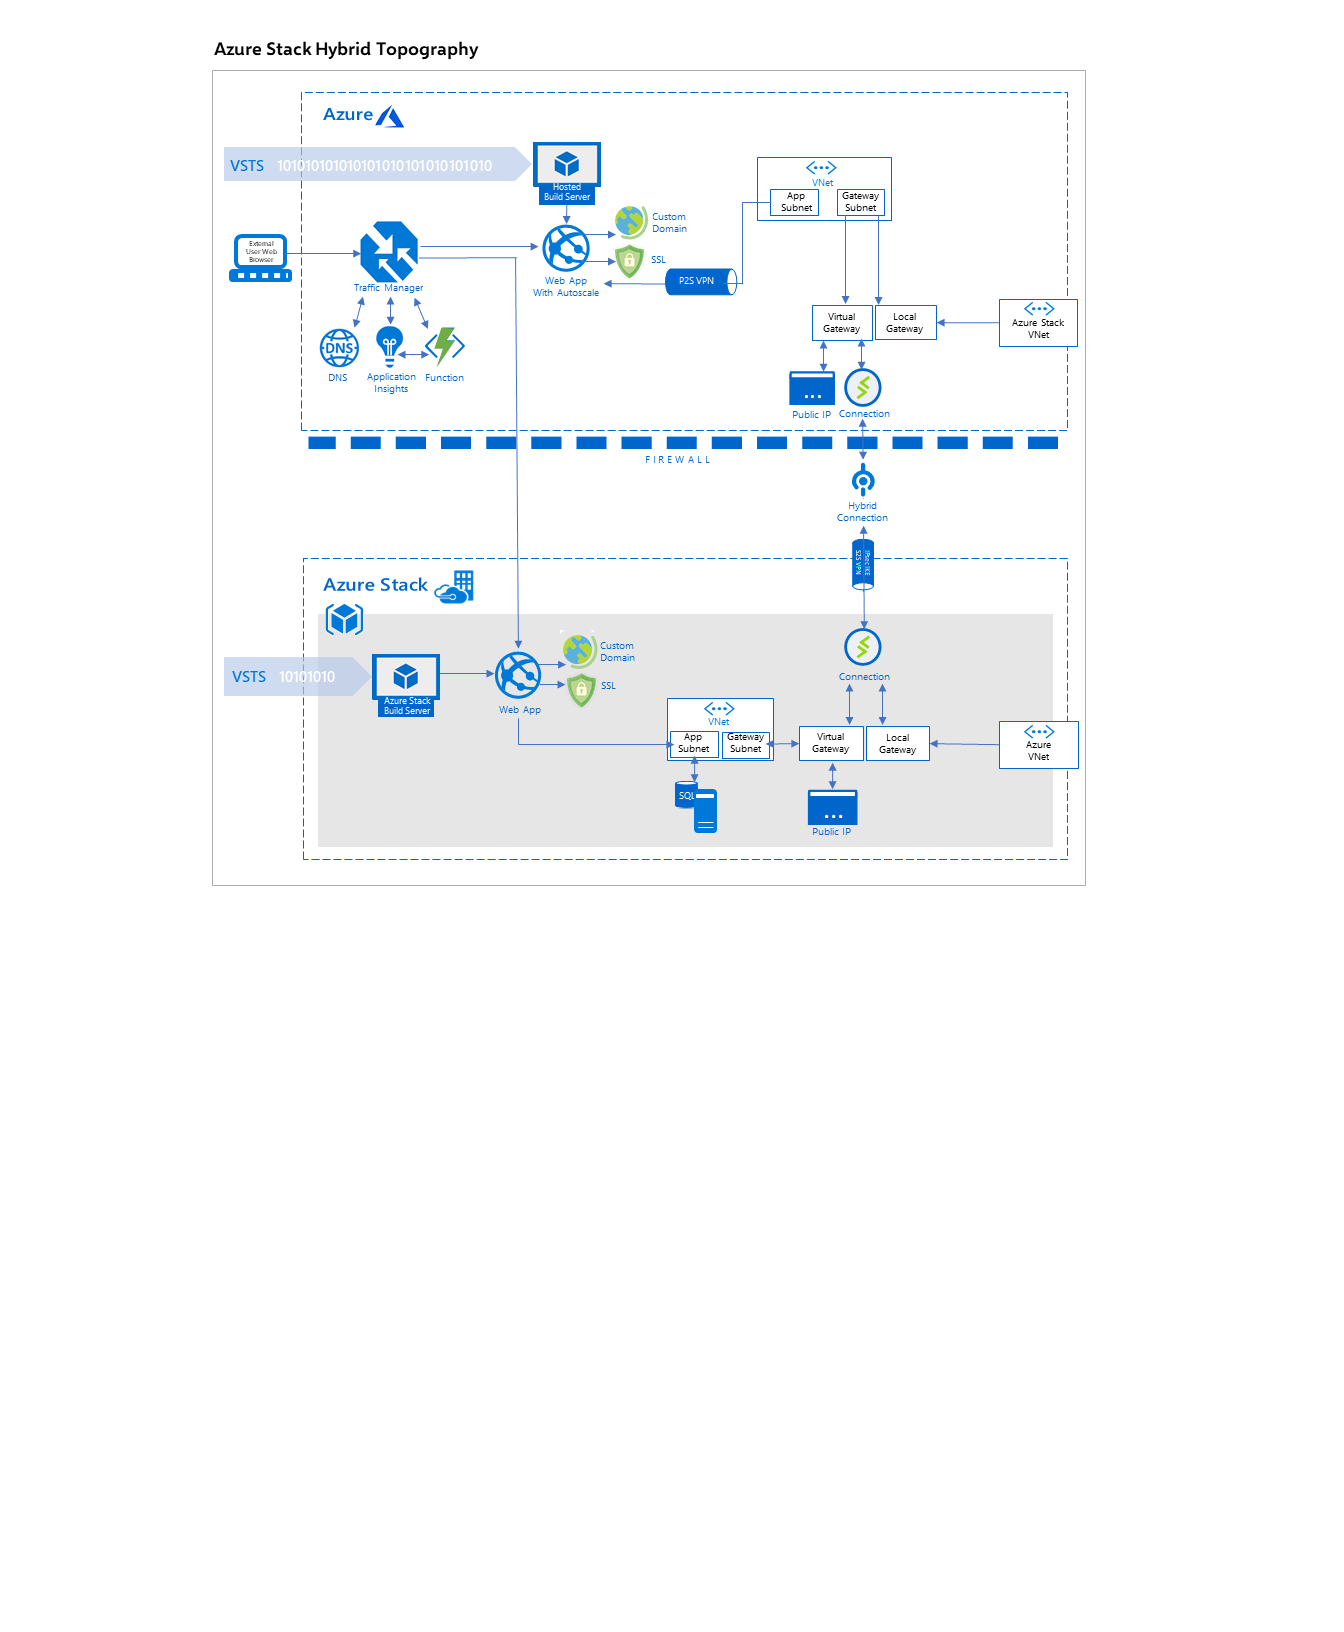 Azure Stack Hybrid Topography
Azure
VSTS 10101010101010101010101010101010
Hosted
Build Server
External
User Web
Browser
Traffic Manager
DNS
DNS
Application
Insights
Function
Web App
With Autoscale
Custom
Domain
SSL
P2S VPN
VNet
App
Subnet
Gateway
Subnet
Virtual
Gateway
Local
Gateway
Azure Stack
VNet
Public IP
Connection
FIREWALL
Hybrid
Connection
S2S VPN
Azure Stack
VSTS 10101010
Azure Stack
Build Server
Web App
Custom
Domain
SSL
Connection
VNet
App
Subnet
Gateway
Subnet
Virtual
Gateway
Local
Gateway
Azure
VNet
SQL
Public IP